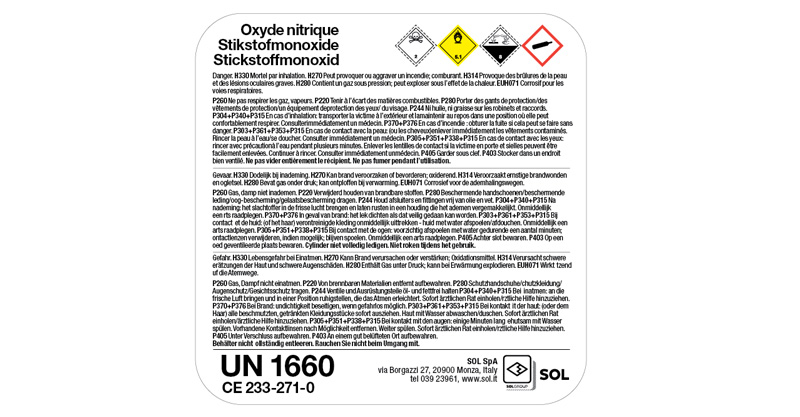 Oxyde nitrique
Stikstofmonoxide
Stickstoffmonoxid
2
5.1
8
Danger. H330 Mortel par inhalation. H270 Peut provoquer ou aggraver un incendie; comburant. H314 Provoque des brûlures de la peau
et des lésions oculaires graves. H280 Contient un gaz sous pression; peut exploser sous l'effet de la chaleur. EUH071 Corrosif pour les
voies respiratoires.
P260 Ne pas respirer les gaz, vapeurs. P220 Tenir à l'écart des matières combustibles. P280 Porter des gants de protection/des
vêtements de protection/un équipement de protection des yeux/ du visage. P244 Ni huile, ni graisse sur les robinets et raccords.
P304+P340+P315 En cas d'inhalation: transporter la victime à l'extérieur et la maintenir au repos dans une position où elle peut
confortablement respirer. Consulter immédiatement un médecin. P370+P376 En cas d'incendie : obturer la fuite si cela peut se faire sans
danger. P303+P361+P353+P315 En cas de contact avec la peau: (ou les cheveux) enlever immédiatement les vêtements contaminés.
Rincer la peau à l'eau/se doucher. Consulter immédiatement un médecin. P305+P351+P338+P315 En cas de contact avec les yeux:
rincer avec précaution à l'eau pendant plusieurs minutes. Enlever les lentilles de contact si la victime en porte et si elles peuvent être
facilement enlevées. Continuer à rincer. Consulter immédiatement un médecin. P405 Garder sous clef. P403 Stocker dans un endroit
bien ventilé. Ne pas vider entièrement le récipient. Ne pas fumer pendant l'utilisation.
Gevaar. H330 Dodelijk bij inademing. H270 Kan brand veroorzaken of bevorderen; oxiderend. H314 Veroorzaakt ernstige brandwonden
en oogletsel. H280 Bevat gas onder druk; kan ontploffen bij verwarming. EUH071 Corrosief voor de ademhalingswegen.
P260 Gas, damp niet inademen. P220 Verwijderd houden van brandbare stoffen. P280 Beschermende handschoenen/beschermende
kleding/oog-bescherming/gelaatsbescherming dragen. P244 Houd afsluiters en fittingen vrij van olie en vet. P304+P340+P315 Na
inademing: het slachtoffer in de frisse lucht brengen en laten rusten in een houding die het ademen vergemakkelijkt. Onmiddellijk
een arts raadplegen. P370+P376 In geval van brand: het lek dichten als dat veilig gedaan kan worden. P303+P361+P353+P315 Bij
contact et de huid: (of het haar) verontreinigde kleding onmiddellijk uittrekken - huid met water afspoelen/afdouchen. Onmiddellijk een
arts raadplegen. P305+P351+P338+P315 Bij contact met de ogen: voorzichtig afspoelen met water gedurende een aantal minuten;
contactlenzen verwijderen, indien mogelijk; blijven spoelen. Onmiddellijk een arts raadplegen. P405 Achter slot bewaren. P403 Op een
oed geventileerde plaats bewaren. Cylinder niet volledig ledigen. Niet roken tijdens het gebruik.
Gefahr. H330 Lebensgefahr bei Einatmen. H270 Kann Brand verursachen oder verstärken; Oxidationsmittel. H314 Verursacht schwere
erätzungen der Haut und schwere Augenschäden. H280 Enthält Gas unter Druck; kann bei Erwärmung explodieren. EUH071 Wirkt tzend
uf die Atemwege.
P260 Gas, Dampf nicht einatmen. P220 Von brennbaren Materialien entfernt aufbewahren. P280 Schutzhandschuhe/chutzkleidung/
Augenschutz/Gesichtsschutz tragen. P244 Ventile und Ausrüstungsteile öl- und fettfrei halten P304+P340+P315 Bei inatmen: an die
frische Luft bringen und in einer Position ruhigstellen, die das Atmen erleichtert. Sofort ärztlichen Rat einholen/rztliche Hilfe hinzuziehen.
P370+P376 Bei Brand: undichtigkeit beseitigen, wenn gefahrlos möglich. P303+P361+P353+P315 Bei kontakt it der haut: (oder dem
Haar) alle beschmutzten, getränkten Kleidungsstücke sofort ausziehen. Haut mit Wasser abwaschen/duschen. Sofort ärztlichen Rat
einholen/ärztliche Hilfe hinzuziehen. P305+P351+P338+P315 Bei kontakt mit den augen: einige Minuten lang ehutsam mit Wasser
spülen. Vorhandene Kontaktlinsen nach Möglichkeit entfernen. Weiter spülen. Sofort ärztlichen Rat einholen/rztliche Hilfe hinzuziehen.
P405 Unter Verschluss aufbewahren. P403 An einem gut belüfteten Ort aufbewahren.
Behälter nicht ollständig entleeren. Rauchen Sie nicht beim Umgang mit.
UN 1660
CE 233-271-0
SOL SpA
via Borgazzi 27, 20900 Monza, Italy
tel 039 23961, www.sol.it
SOLGROUP
SOL